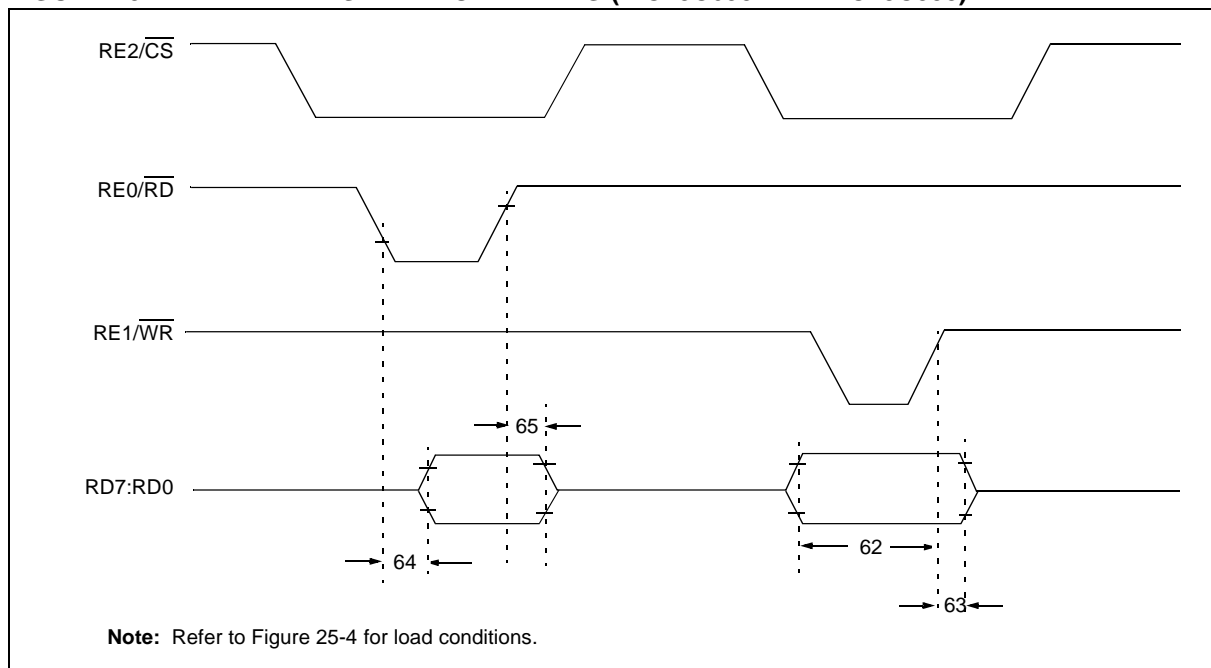 RE2/CS
RE0/RD
RE1/WR
65
RD7:RD0
62
64
63
Note: Refer to Figure 25-4 for load conditions.